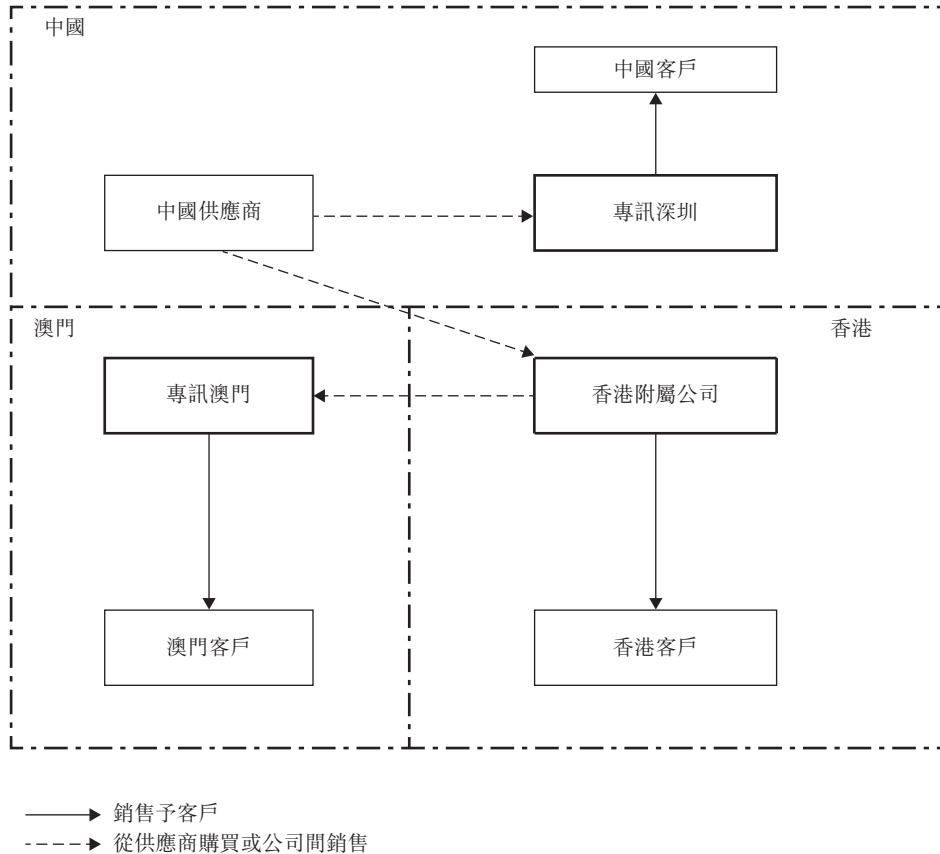 中國
中國客戶
中國供應商
專訊深圳
澳門
香港
專訊澳門
香港附屬公司
澳門客戶
香港客戶
銷售予客戶
從供應商購買或公司間銷售